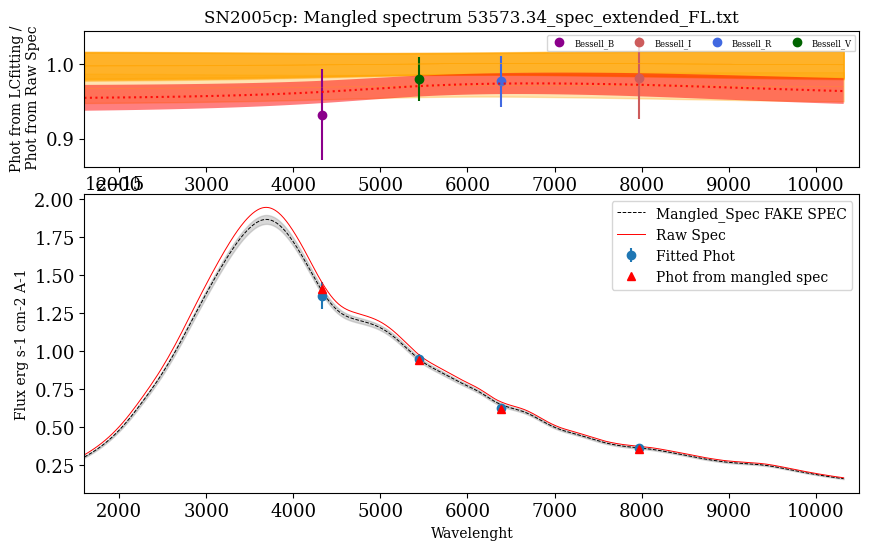 SN2005cp: Mangled spectrum 53573.34_spec_extended_FL.txt
Phot from LCfitting /
Phot from Raw Spec
1.0
0.9
Bessell_B Bessell_I Bessell_R Bessell_V
2000 3000 4000 5000 6000 7000 8000 9000 10000
1e−15
Flux erg s-1 cm-2 A-1
2.00
1.75
1.50
1.25
1.00
0.75
0.50
0.25
Mangled_Spec FAKE SPEC
Raw Spec
Fitted Phot
Phot from mangled spec
2000 3000 4000 5000 6000 7000 8000 9000 10000
Wavelenght